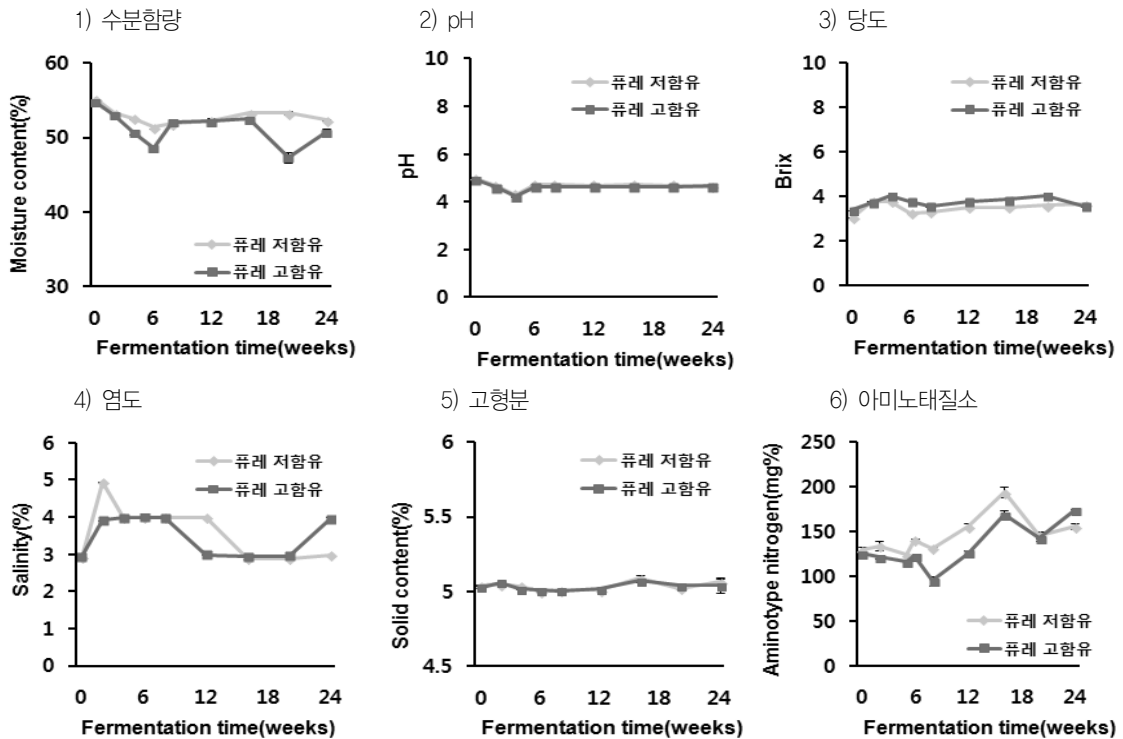 1) 수분함량
Moisture content(%)
60
50
40
30
퓨레 저함유
퓨레 고함유
0 6 12 18 24
Fermentation time(weeks)
2) pH
pH
10
8
6
4
2
0
퓨레 저함유
퓨레 고함유
0 6 12 18 24
Fermentation time(weeks)
3) 당도
Brix
10
8
6
4
2
0
퓨레 저함유
퓨레 고함유
0 6 12 18 24
Fermentation time(weeks)
4) 염도
Salinity(%)
6
5
4
3
2
1
0
퓨레 저함유
퓨레 고함유
0 6 12 18 24
Fermentation time(weeks)
5) 고형분
Solid content(%)
6
5.5
5
4.5
퓨레 저함유
퓨레 고함유
0 6 12 18 24
Fermentation time(weeks)
6) 아미노태질소
Aminotype nitrogen(mg%)
250
200
150
100
50
0
퓨레 저함유
퓨레 고함유
0 6 12 18 24
Fermentation time(weeks)